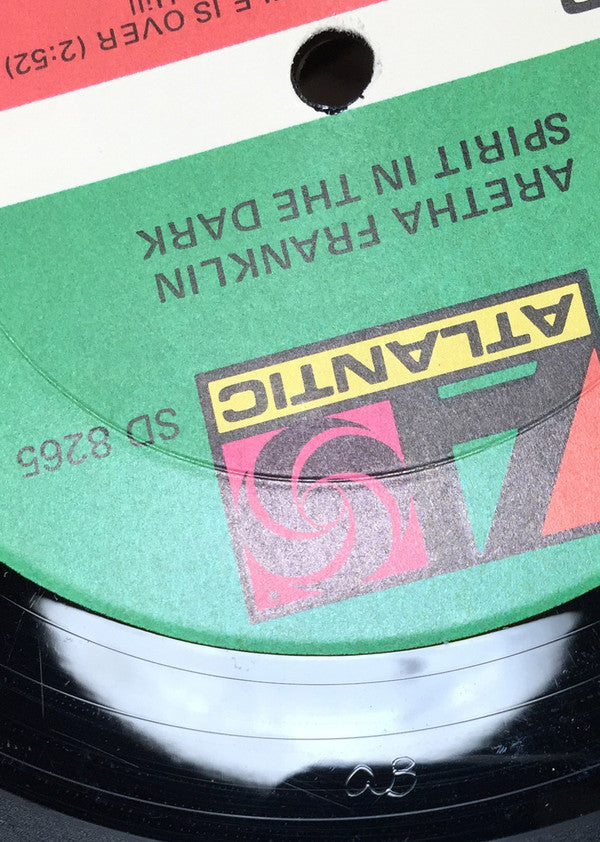 ATLANTIC
SD 8265
ARETHA FRANKLIN
SPIRIT IN THE DARK
IS OVER (2:52)